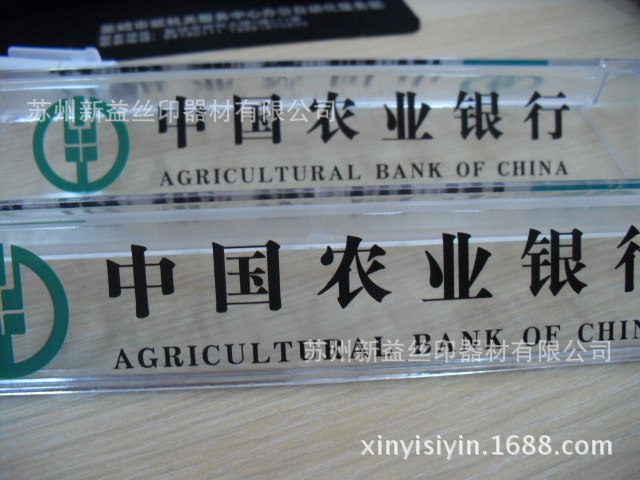 苏州新益丝印器材有限公司
中国农业银行
AGRICULTURAL BANK OF CHINA
中国农业银行
AGRICULTURAL BANK OF CHIN
苏州新益丝印器材有限公司
xinyisiyin.1688.com